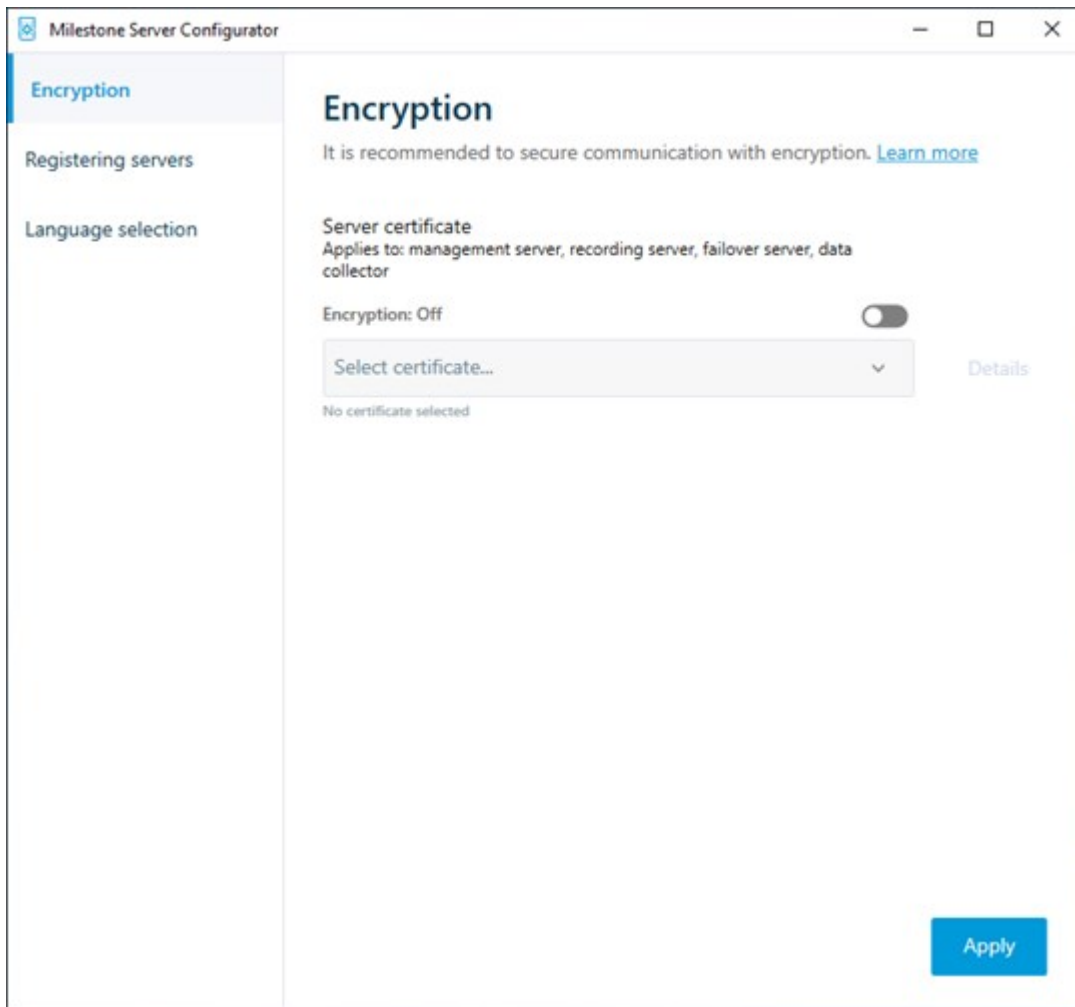 Milestone Server Configurator
Encryption
Registering servers
Language selection
Encryption
It is recommended to secure communication with encryption. Learn more
Server certificate
Applies to: management server, recording server, failover server, data
collector
Encryption: Off
Select certificate...
Details
No certificate selected
Apply